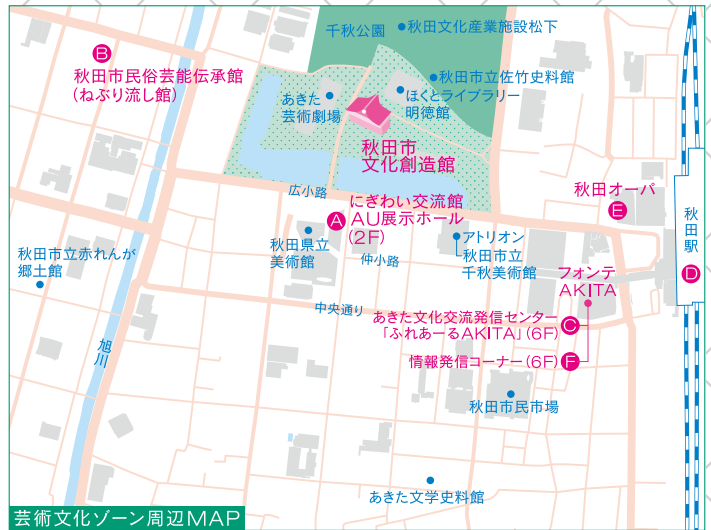 千秋公園
秋田文化産業施設松下
B
秋田市民俗芸能伝承館
(ねぶり流し館)
あきた
芸術劇場
秋田市立佐竹史料館
ほくとライブラリー
明徳館
秋田市
文化創造館
広小路
A
にぎわい交流館
AU展示ホール
(2F)
秋田県立
美術館
仲小路
アトリオン
秋田市立
千秋美術館
秋田オーパ
E
秋田駅
D
秋田市立赤れんが
郷土館
フォンテ
AKITA
中央通り
あきた文化交流発信センター
「ふれあーるAKITA」(6F)
C
情報発信コーナー(6F)
F
旭川
秋田市民市場
あきた文学史料館
芸術文化ゾーン周辺MAP